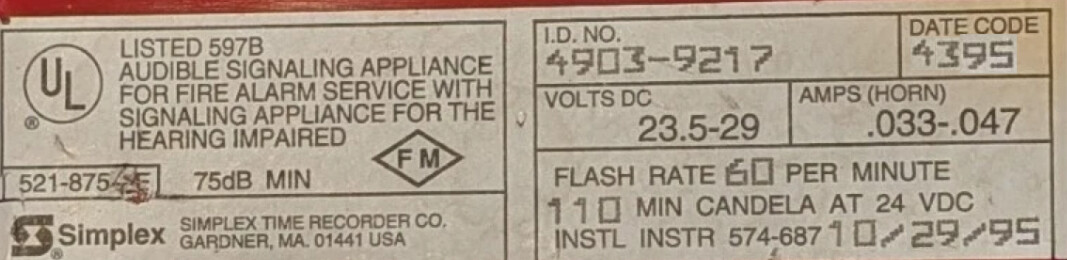 UL
®
LISTED 597B
AUDIBLE SIGNALING APPLIANCE
FOR FIRE ALARM SERVICE WITH
SIGNALING APPLIANCE FOR THE
HEARING IMPAIRED
FM
75dB MIN
Simplex®
SIMPLEX TIME RECORDER CO.
GARDNER, MA. 01441 USA
I.D. NO.
4903-9217
DATE CODE
4395
VOLTS DC
23.5-29
AMPS (HORN)
.033-.047
FLASH RATE 60 PER MINUTE
110 MIN CANDELA AT 24 VDC
INSTL INSTR 574-687 10/29/95